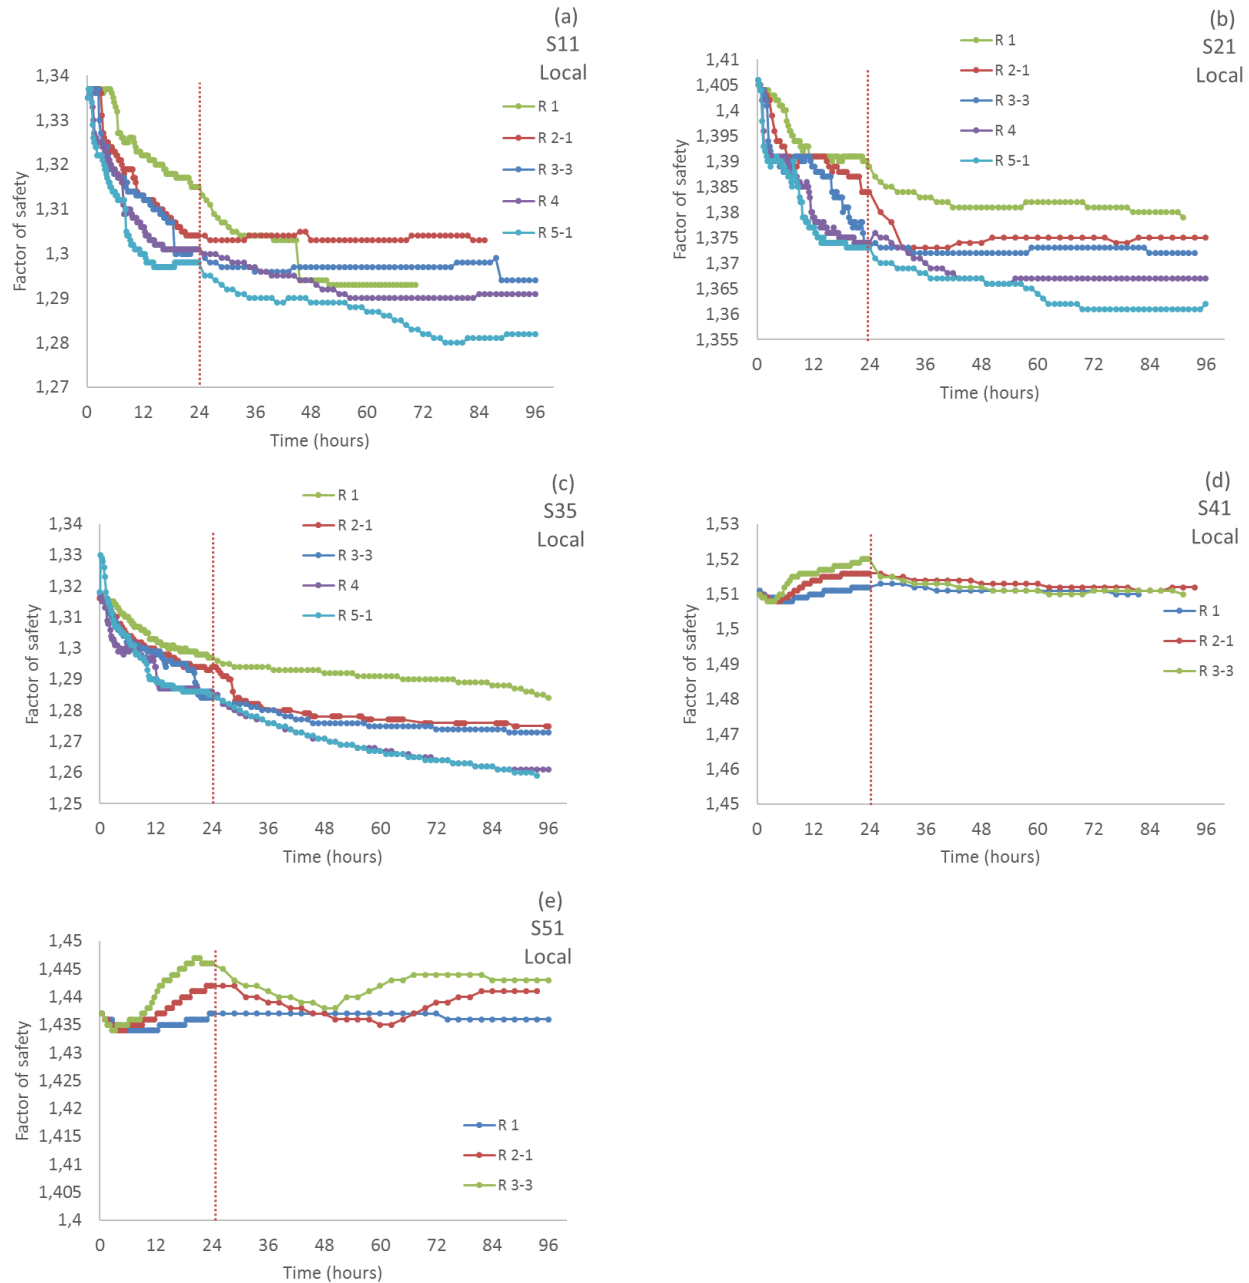 (a)
S11
Local
1,34
1,33
1,32
1,31
1,3
1,29
1,28
1,27
Factor of safety
0 12 24 36 48 60 72 84 96
Time (hours)
R 1
R 2-1
R 3-3
R 4
R 5-1
(b)
S21
Local
1,41
1,405
1,4
1,395
1,39
1,385
1,38
1,375
1,37
1,365
1,36
1,355
Factor of safety
0 12 24 36 48 60 72 84 96
Time (hours)
R 1
R 2-1
R 3-3
R 4
R 5-1
(c)
S35
Local
1,34
1,33
1,32
1,31
1,3
1,29
1,28
1,27
1,26
1,25
Factor of safety
0 12 24 36 48 60 72 84 96
Time (hours)
R 1
R 2-1
R 3-3
R 4
R 5-1
(d)
S41
Local
1,53
1,52
1,51
1,5
1,49
1,48
1,47
1,46
1,45
Factor of safety
0 12 24 36 48 60 72 84 96
Time (hours)
R 1
R 2-1
R 3-3
(e)
S51
Local
1,45
1,445
1,44
1,435
1,43
1,425
1,42
1,415
1,41
1,405
1,4
Factor of safety
0 12 24 36 48 60 72 84 96
Time (hours)
R 1
R 2-1
R 3-3